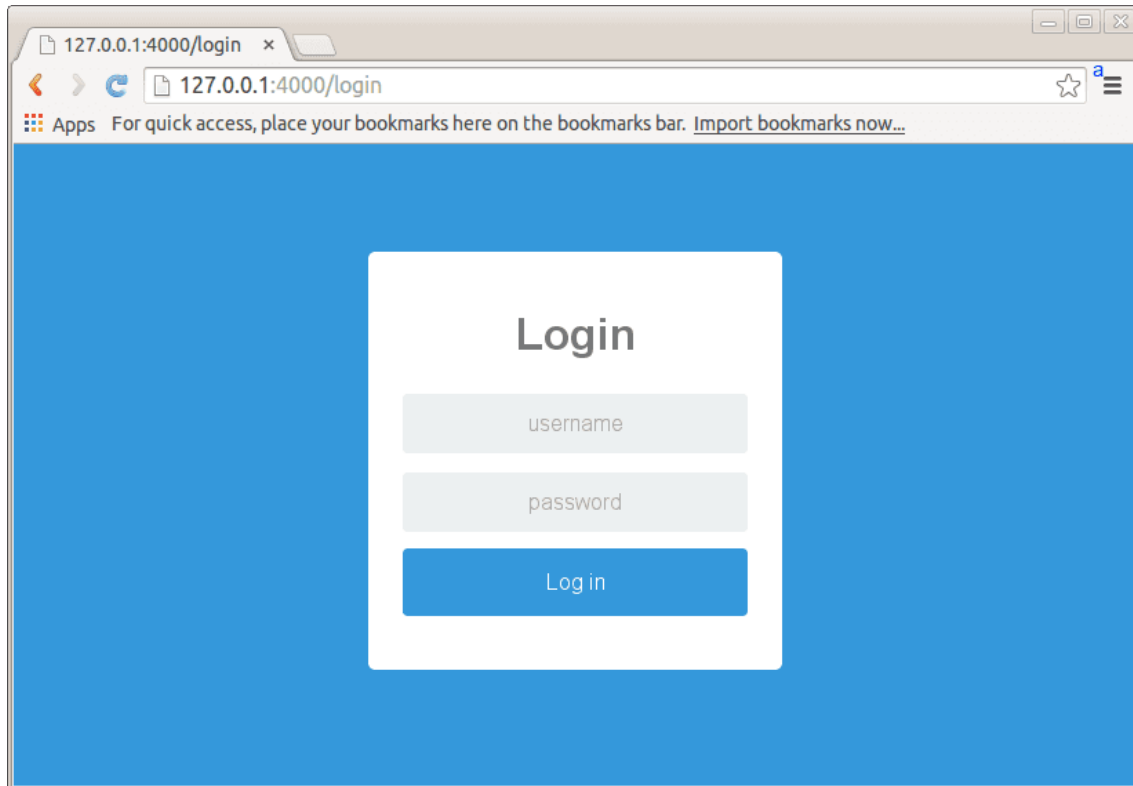 127.0.0.1:4000/login
127.0.0.1:4000/login
a
Apps For quick access, place your bookmarks here on the bookmarks bar. Import bookmarks now...
Login
username
password
Log in